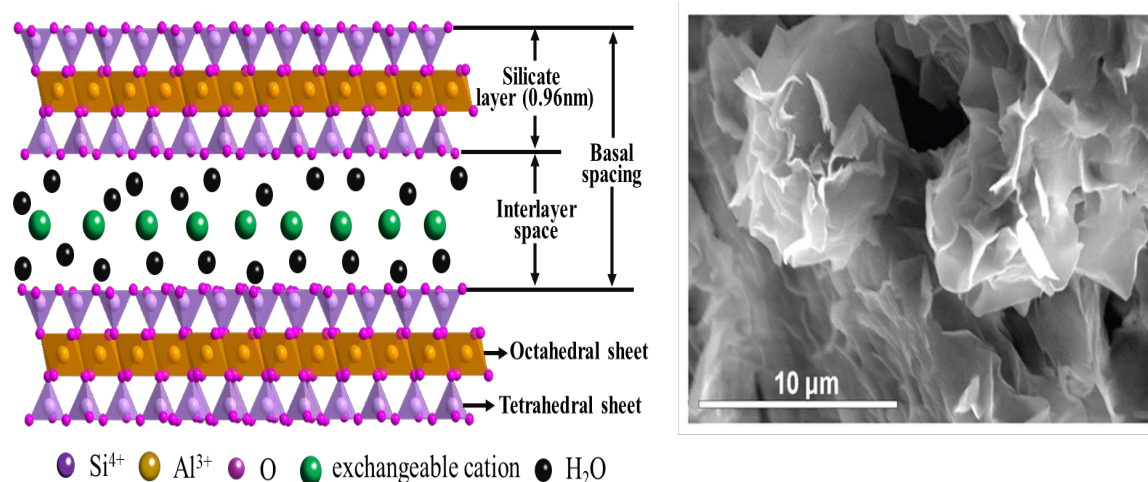 Silicate
layer (0.96nm)
Basal
spacing
Interlayer
space
Octahedral sheet
Tetrahedral sheet
Si⁴⁺ Al³⁺ O exchangeable cation H₂O
10 μm